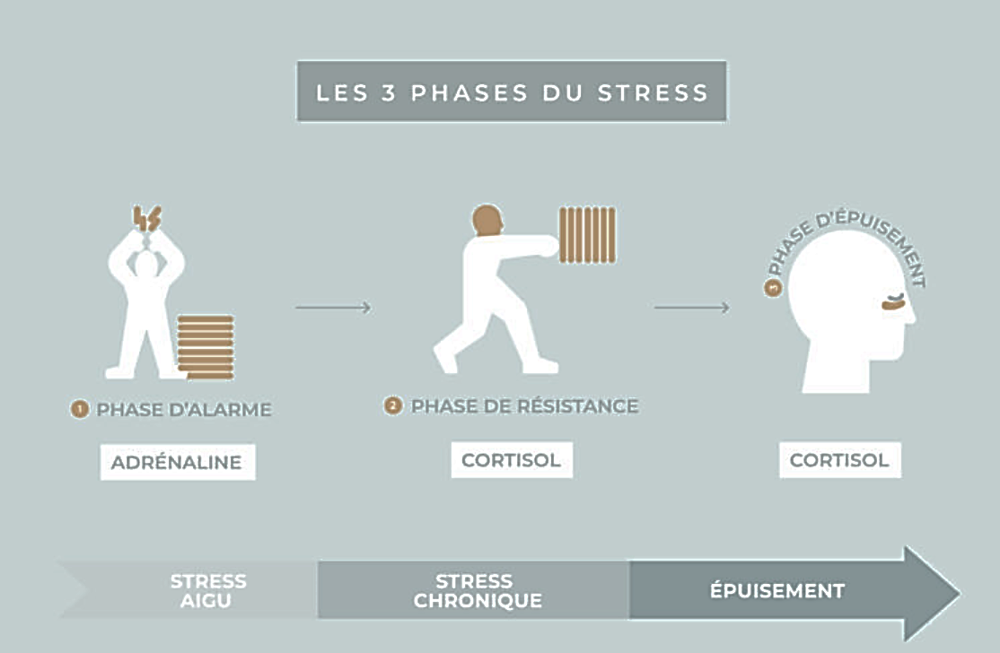 LES 3 PHASES DU STRESS
1 PHASE D'ALARME
ADRÉNALINE
2 PHASE DE RÉSISTANCE
CORTISOL
3 PHASE D'ÉPUISEMENT
CORTISOL
STRESS
AIGU
STRESS
CHRONIQUE
ÉPUISEMENT